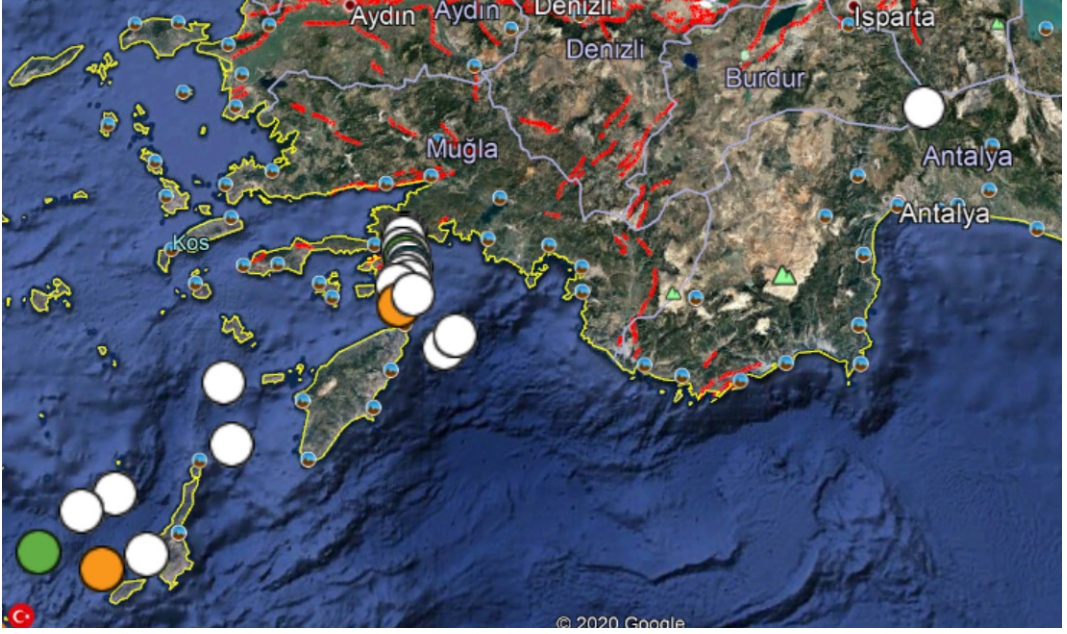 Aydın
Aydın
Denizli
Isparta
Denizli
Burdur
Muğla
Antalya
Antalya
Kos
© 2020 Google